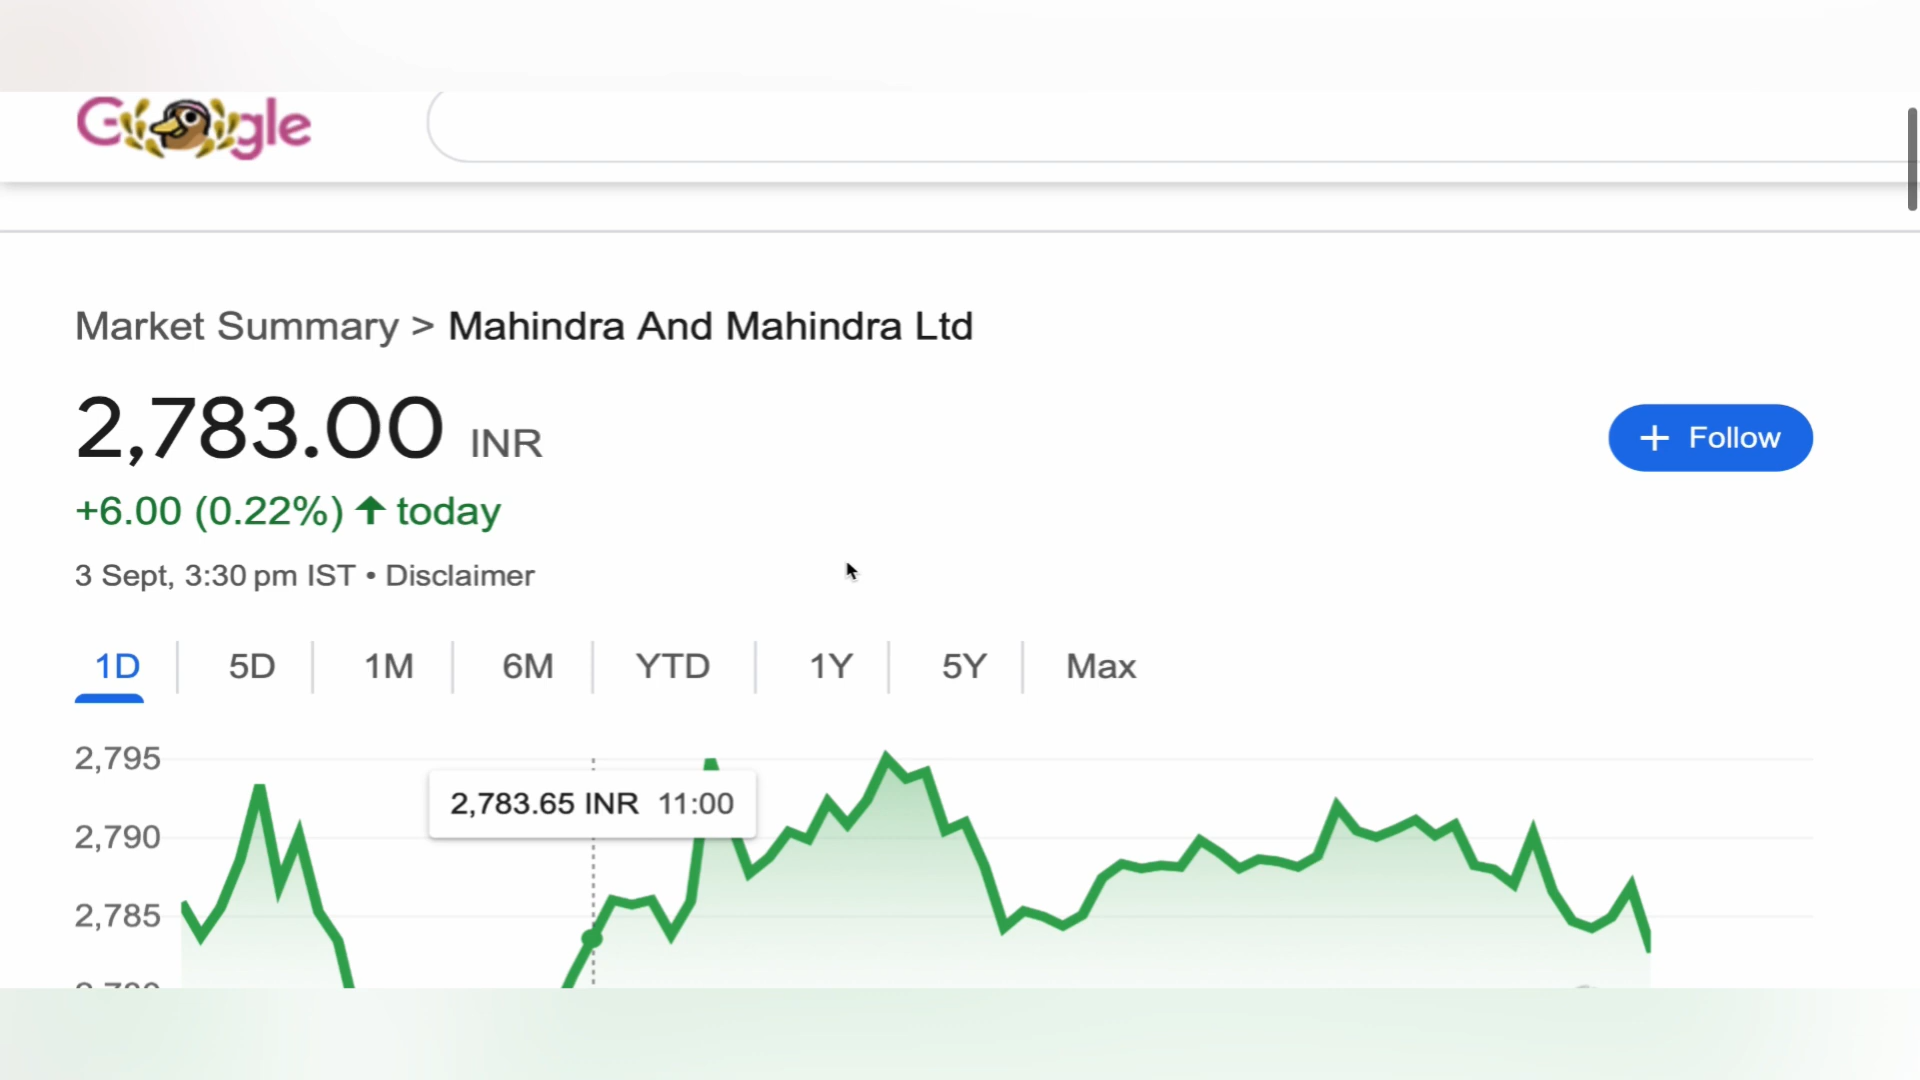 Google
Market Summary > Mahindra And Mahindra Ltd
2,783.00 INR
+ Follow
+6.00 (0.22%) ↑ today
3 Sept, 3:30 pm IST • Disclaimer
1D 5D 1M 6M YTD 1Y 5Y Max
2,795
2,783.65 INR 11:00
2,790
2,785